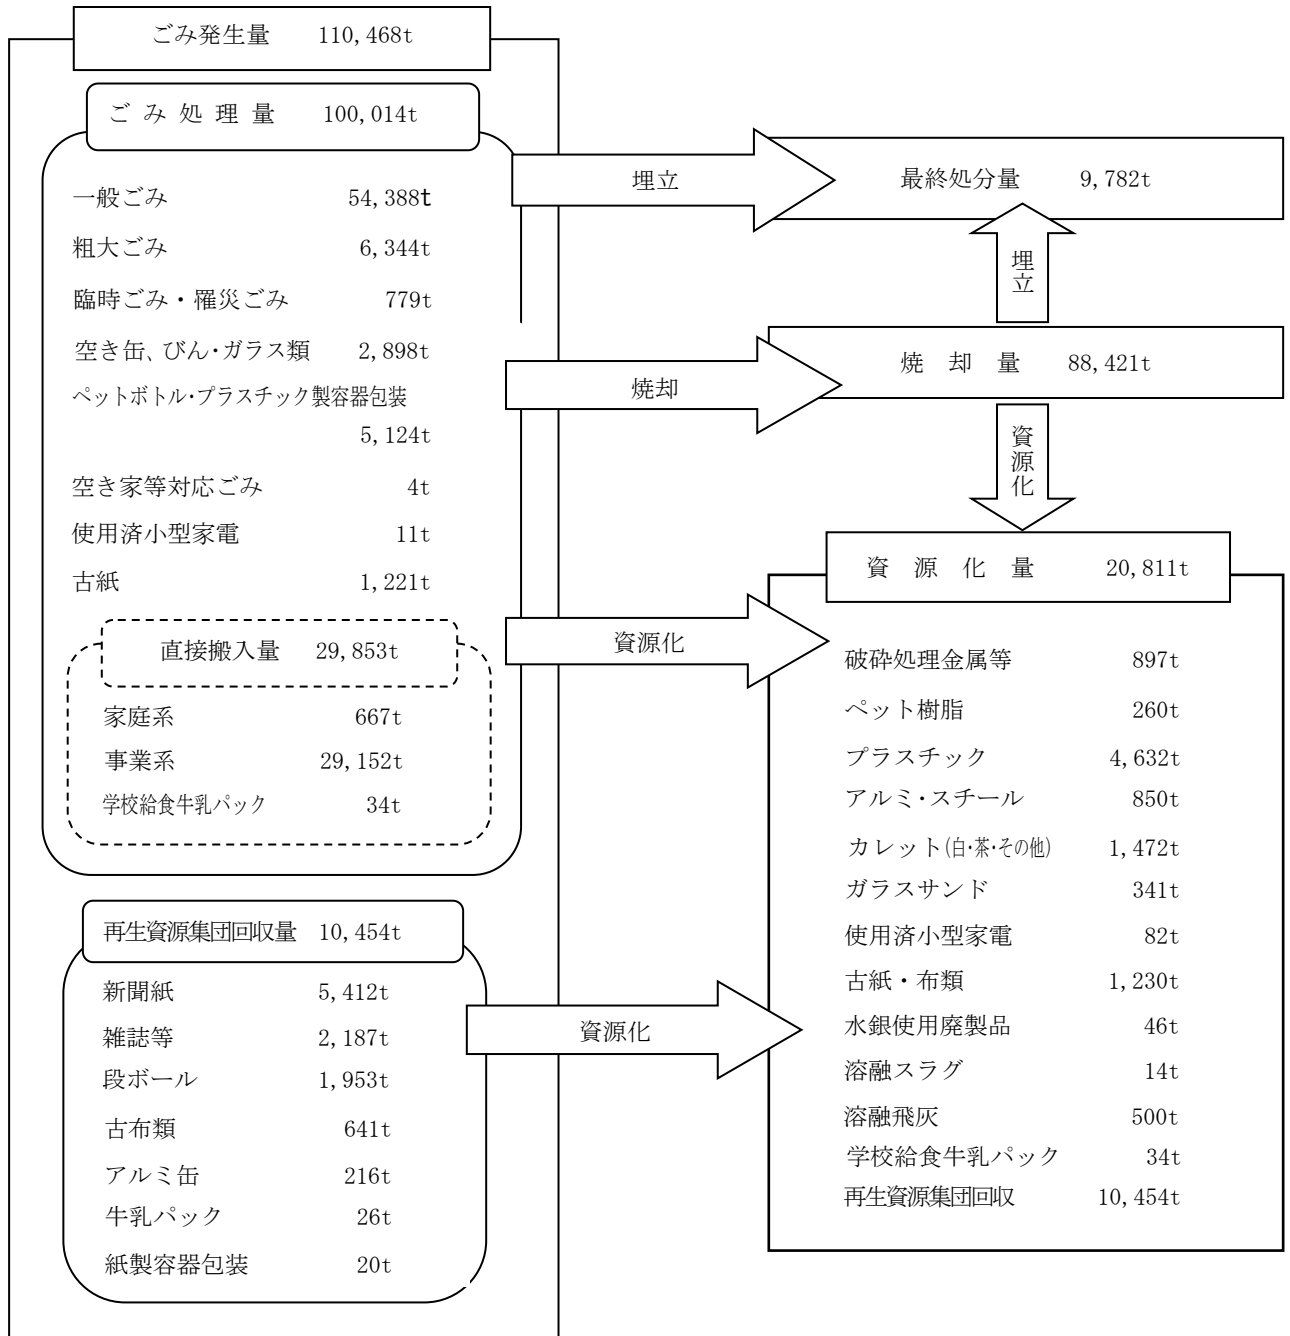 ごみ発生量 110,468t
ごみ処理量 100,014t
一般ごみ 54,388t
粗大ごみ 6,344t
臨時ごみ・罹災ごみ 779t
空き缶、びん・ガラス類 2,898t
ペットボトル・プラスチック製容器包装
5,124t
空き家等対応ごみ 4t
使用済小型家電 11t
古紙 1,221t
直接搬入量 29,853t
家庭系 667t
事業系 29,152t
学校給食牛乳パック 34t
再生資源集団回収量 10,454t
新聞紙 5,412t
雑誌等 2,187t
段ボール 1,953t
古布類 641t
アルミ缶 216t
牛乳パック 26t
紙製容器包装 20t
埋立
焼却
資源化
資源化
最終処分量 9,782t
埋立
焼却量 88,421t
資源化
資源化量 20,811t
破砕処理金属等 897t
ペット樹脂 260t
プラスチック 4,632t
アルミ・スチール 850t
カレット(白・茶・その他) 1,472t
ガラスサンド 341t
使用済小型家電 82t
古紙・布類 1,230t
水銀使用廃製品 46t
溶融スラグ 14t
溶融飛灰 500t
学校給食牛乳パック 34t
再生資源集団回収 10,454t